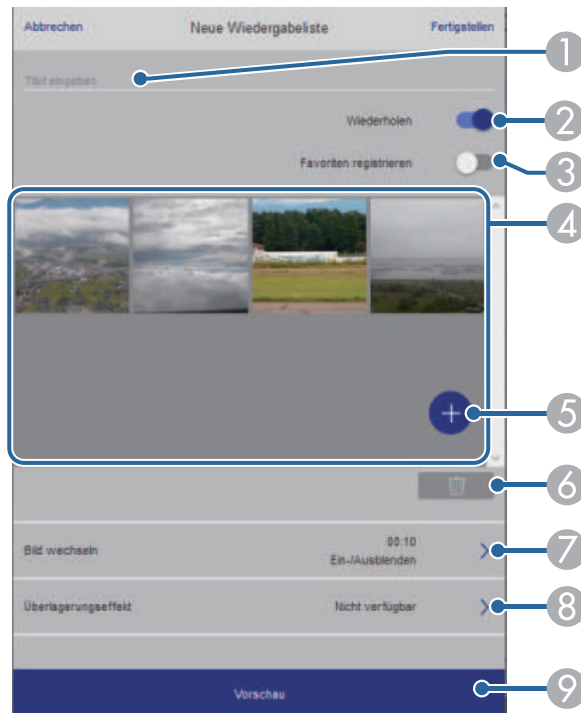 Abbrechen Neue Wiedergabeliste Fertigstellen
Titel eingeben 1
Wiederholen 2
Favoriten registrieren 3
4
+ 5
6
Bild wechseln 00:10 Ein-/Ausblenden 7
Überlagerungseffekt Nicht verfügbar 8
Vorschau 9